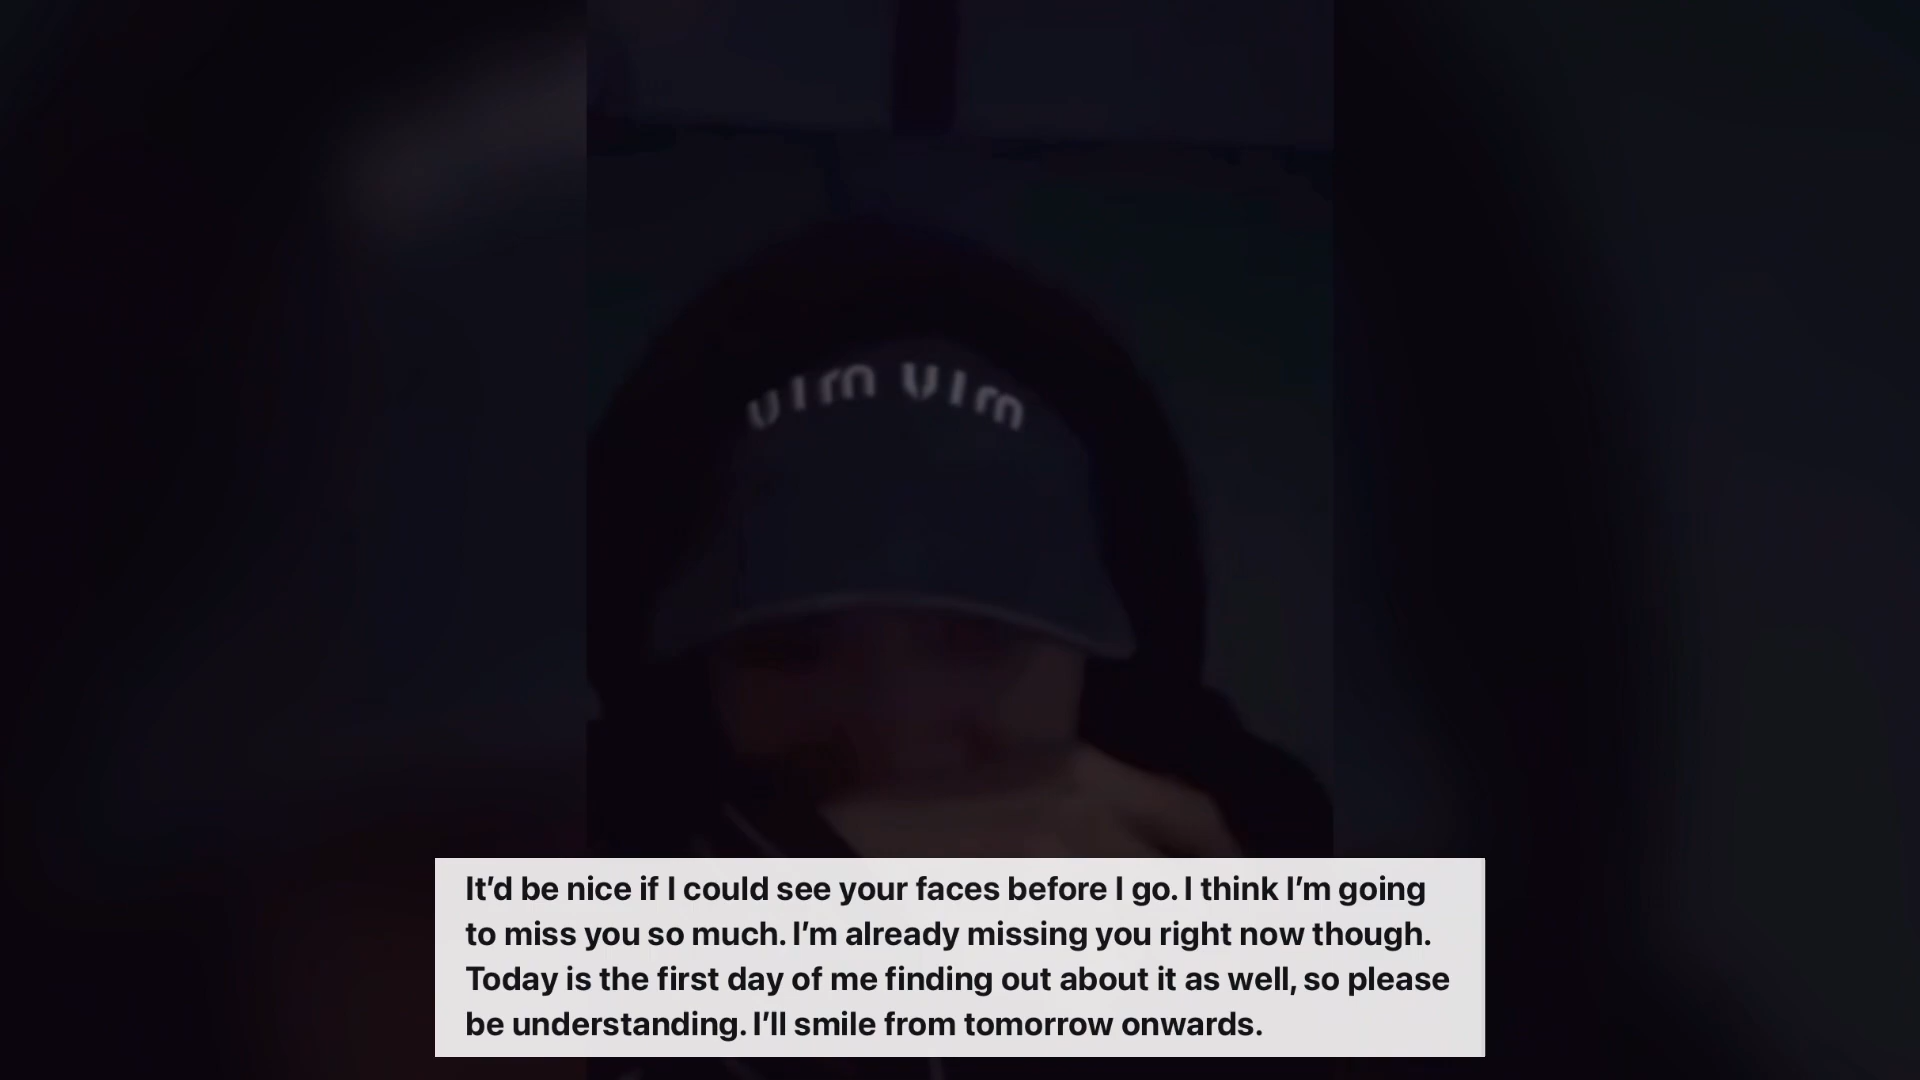 vım vım
It’d be nice if I could see your faces before I go. I think I’m going
to miss you so much. I’m already missing you right now though.
Today is the first day of me finding out about it as well, so please
be understanding. I’ll smile from tomorrow onwards.